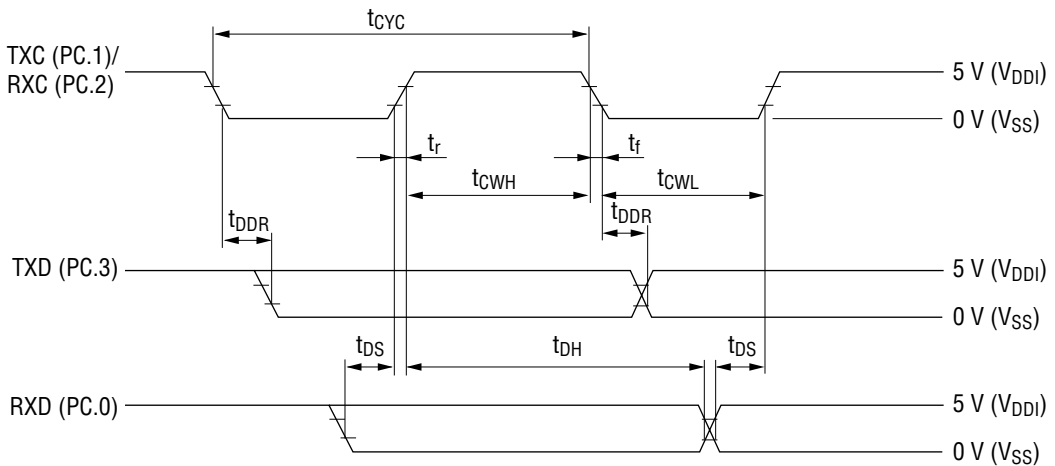 tCYC
TXC (PC.1)/
RXC (PC.2)
5 V (VDDI)
0 V (VSS)
tr
tf
tCWH
tCWL
tDDR
tDDR
TXD (PC.3)
5 V (VDDI)
0 V (VSS)
tDS
tDH
tDS
RXD (PC.0)
5 V (VDDI)
0 V (VSS)